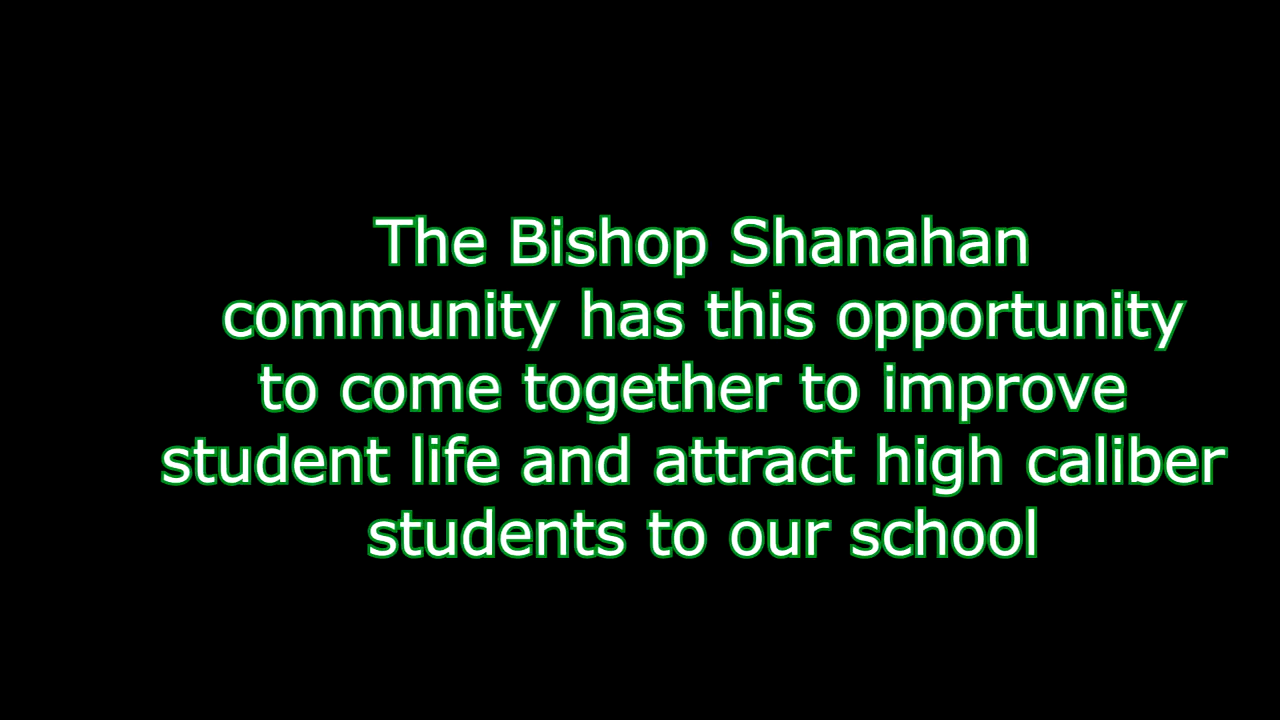 The Bishop Shanahan
community has this opportunity
to come together to improve
student life and attract high caliber
students to our school